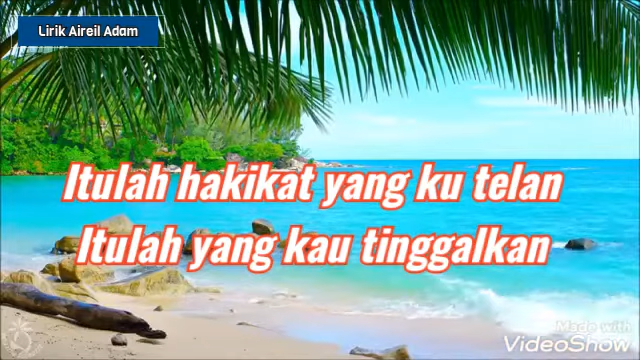 Lirik Aireil Adam
Itulah hakikat yang ku telan
Itulah yang kau tinggalkan
Made with
VideoShow